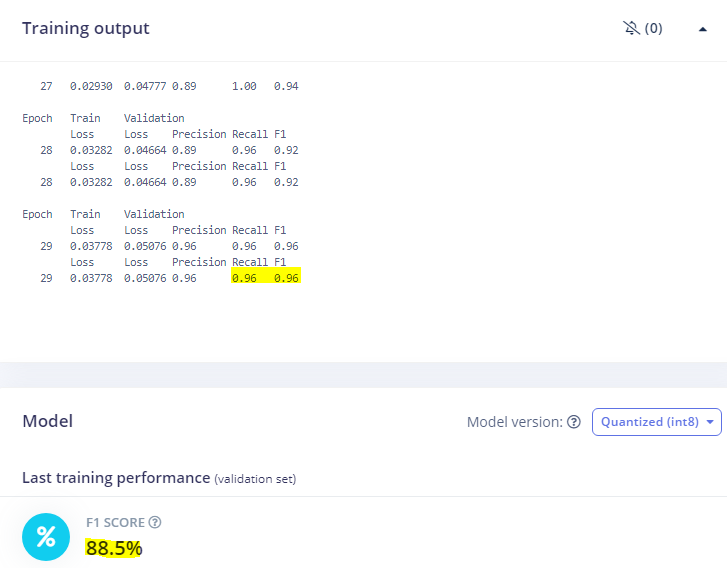 Training output
(0)
27 0.02930 0.04777 0.89 1.00 0.94
Epoch Train Validation
Loss Loss Precision Recall F1
28 0.03282 0.04664 0.89 0.96 0.92
Loss Loss Precision Recall F1
28 0.03282 0.04664 0.89 0.96 0.92
Epoch Train Validation
Loss Loss Precision Recall F1
29 0.03778 0.05076 0.96 0.96 0.96
Loss Loss Precision Recall F1
29 0.03778 0.05076 0.96 0.96 0.96
Model
Model version: ?
Quantized (int8)
Last training performance (validation set)
%
F1 SCORE ?
88.5%